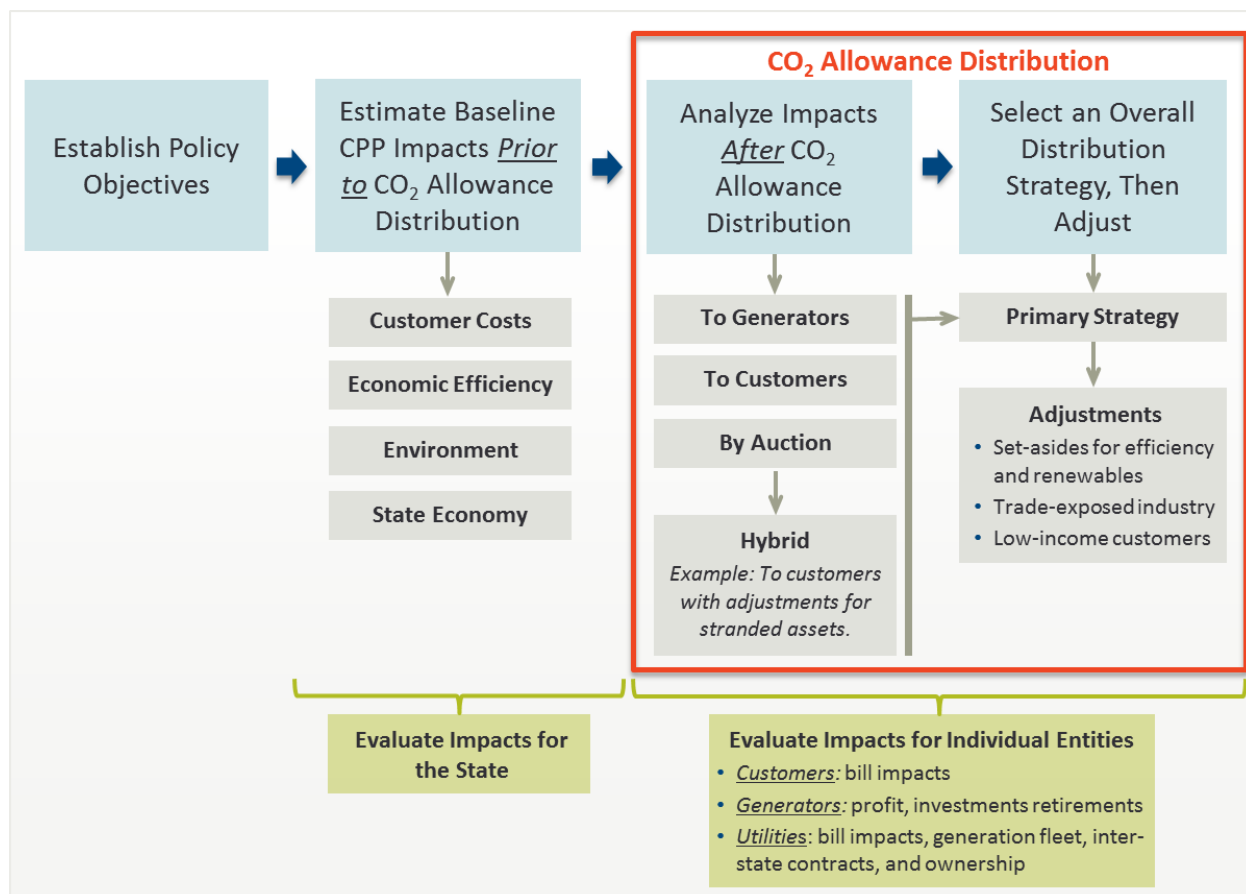 CO₂ Allowance Distribution
Establish Policy
Objectives
Estimate Baseline
CPP Impacts Prior
to CO₂ Allowance
Distribution
Analyze Impacts
After CO₂
Allowance
Distribution
Select an Overall
Distribution
Strategy, Then
Adjust
Customer Costs
Economic Efficiency
Environment
State Economy
To Generators
To Customers
By Auction
Hybrid
Example: To customers
with adjustments for
stranded assets.
Primary Strategy
Adjustments
• Set-asides for efficiency
and renewables
• Trade-exposed industry
• Low-income customers
Evaluate Impacts for
the State
Evaluate Impacts for Individual Entities
• Customers: bill impacts
• Generators: profit, investments retirements
• Utilities: bill impacts, generation fleet, inter-
state contracts, and ownership